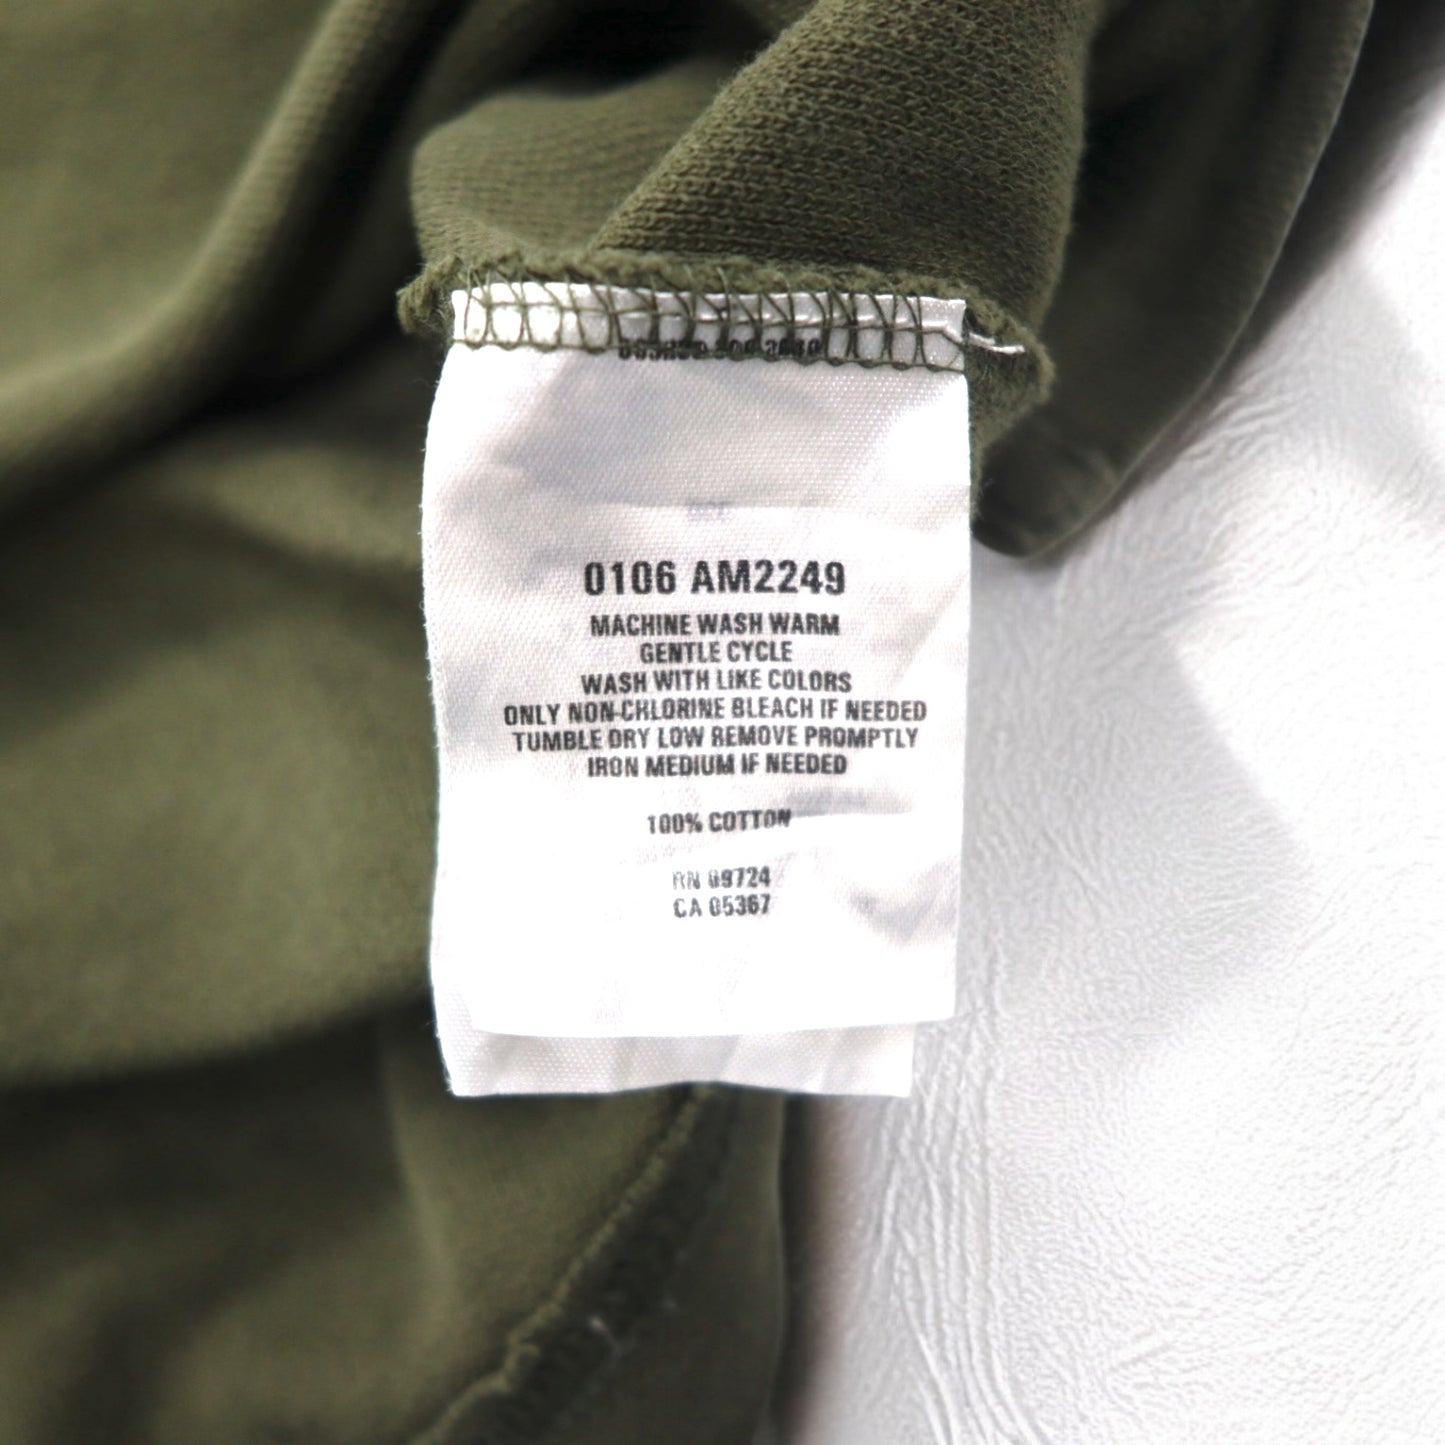 0106 AM2249
MACHINE WASH WARM
GENTLE CYCLE
WASH WITH LIKE COLORS
ONLY NON-CHLORINE BLEACH IF NEEDED
TUMBLE DRY LOW REMOVE PROMPTLY
IRON MEDIUM IF NEEDED
100% COTTON
RN 09724
CA 05367